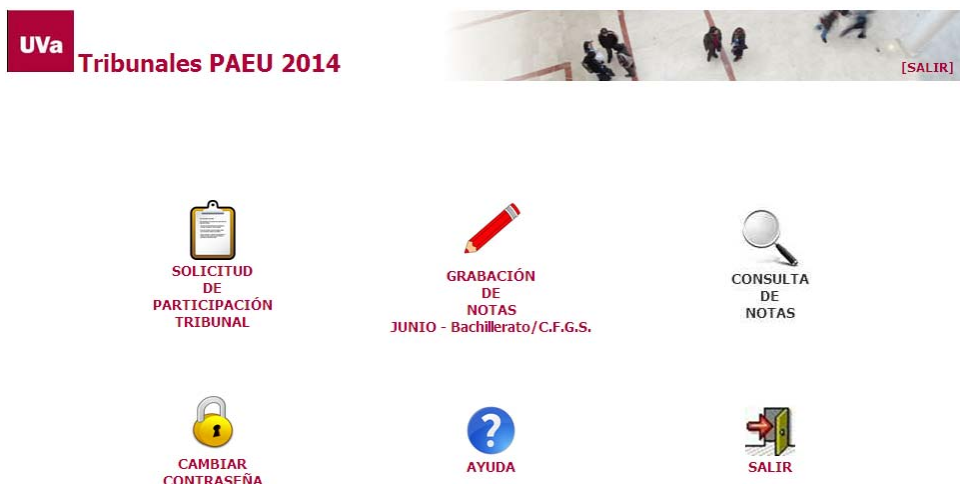 UVa
Tribunales PAEU 2014
[SALIR]
SOLICITUD
DE
PARTICIPACIÓN
TRIBUNAL
GRABACIÓN
DE
NOTAS
JUNIO - Bachillerato/C.F.G.S.
CONSULTA
DE
NOTAS
CAMBIAR
CONTRASEÑA
AYUDA
SALIR